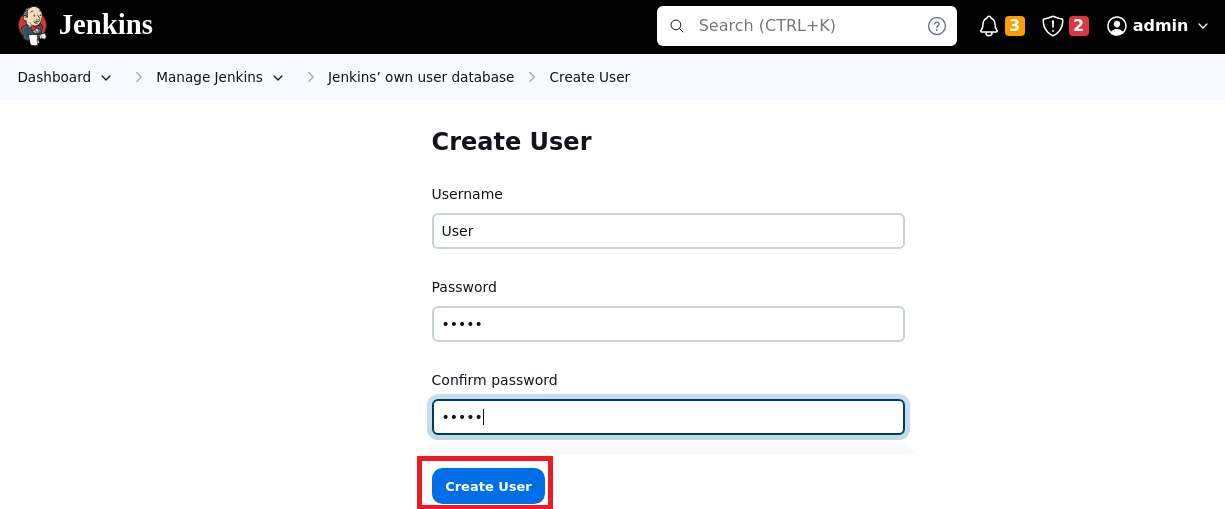 Jenkins
Search (CTRL+K)
?
3
2
admin
Dashboard
Manage Jenkins
Jenkins’ own user database
Create User
Create User
Username
User
Password
•••••
Confirm password
•••••
Create User